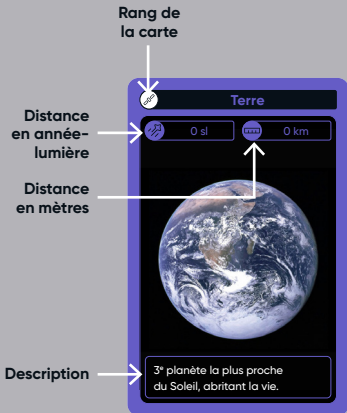 Rang de
la carte
Terre
Distance
en année-
lumière
0 sl
0 km
Distance
en mètres
Description
3ᵉ planète la plus proche
du Soleil, abritant la vie.